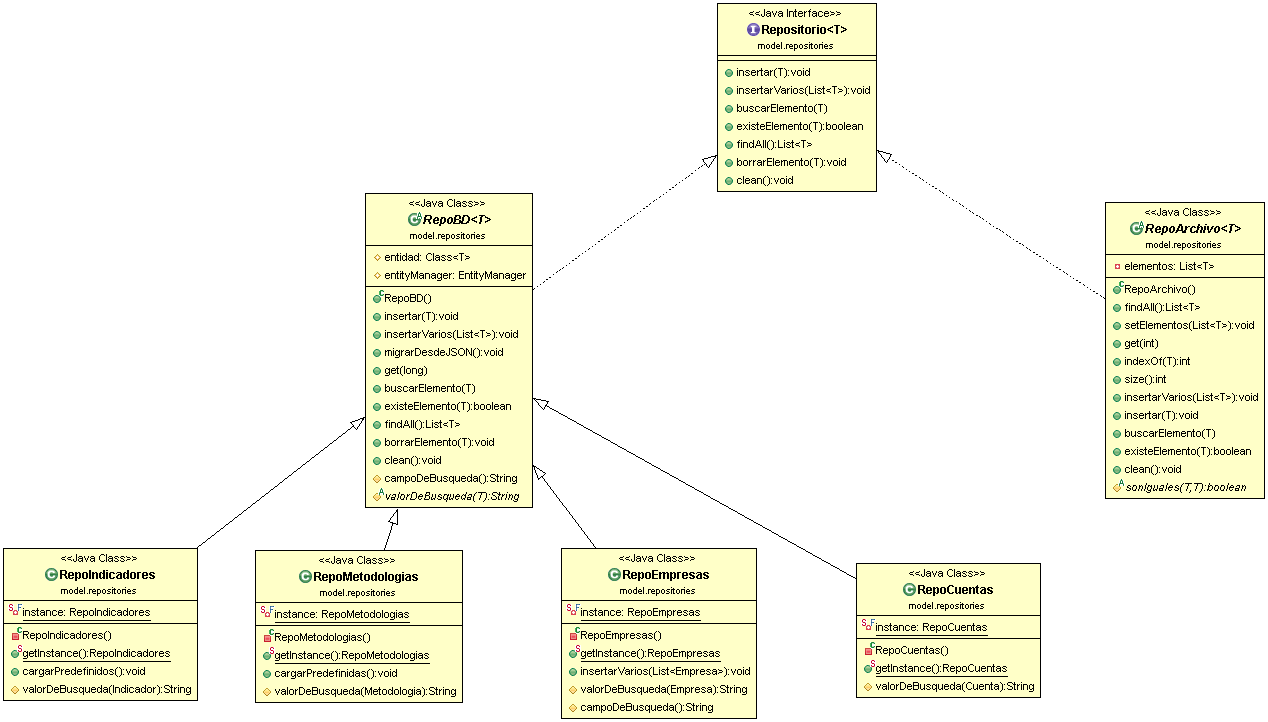 <<Java Interface>>
Repositorio<T>
model.repositories
insertar(T):void
insertarVarios(List<T>):void
buscarElemento(T)
existeElemento(T):boolean
findAll():List<T>
borrarElemento(T):void
clean():void
<<Java Class>>
RepoBD<T>
model.repositories
entidad: Class<T>
entityManager: EntityManager
RepoBD()
insertar(T):void
insertarVarios(List<T>):void
migrarDesdeJSON():void
get(long)
buscarElemento(T)
existeElemento(T):boolean
findAll():List<T>
borrarElemento(T):void
clean():void
campoDeBusqueda():String
valorDeBusqueda(T):String
<<Java Class>>
RepoArchivo<T>
model.repositories
elementos: List<T>
RepoArchivo()
findAll():List<T>
setElementos(List<T>):void
get(int)
indexOf(T):int
size():int
insertarVarios(List<T>):void
insertar(T):void
buscarElemento(T)
existeElemento(T):boolean
clean():void
sonIguales(T,T):boolean
<<Java Class>>
RepoIndicadores
model.repositories
instance: RepoIndicadores
RepoIndicadores()
getInstance():RepoIndicadores
cargarPredefinidos():void
valorDeBusqueda(Indicador):String
<<Java Class>>
RepoMetodologias
model.repositories
instance: RepoMetodologias
RepoMetodologias()
getInstance():RepoMetodologias
cargarPredefinidas():void
valorDeBusqueda(Metodologia):String
<<Java Class>>
RepoEmpresas
model.repositories
instance: RepoEmpresas
RepoEmpresas()
getInstance():RepoEmpresas
insertarVarios(List<Empresa>):void
valorDeBusqueda(Empresa):String
campoDeBusqueda():String
<<Java Class>>
RepoCuentas
model.repositories
instance: RepoCuentas
RepoCuentas()
getInstance():RepoCuentas
valorDeBusqueda(Cuenta):String